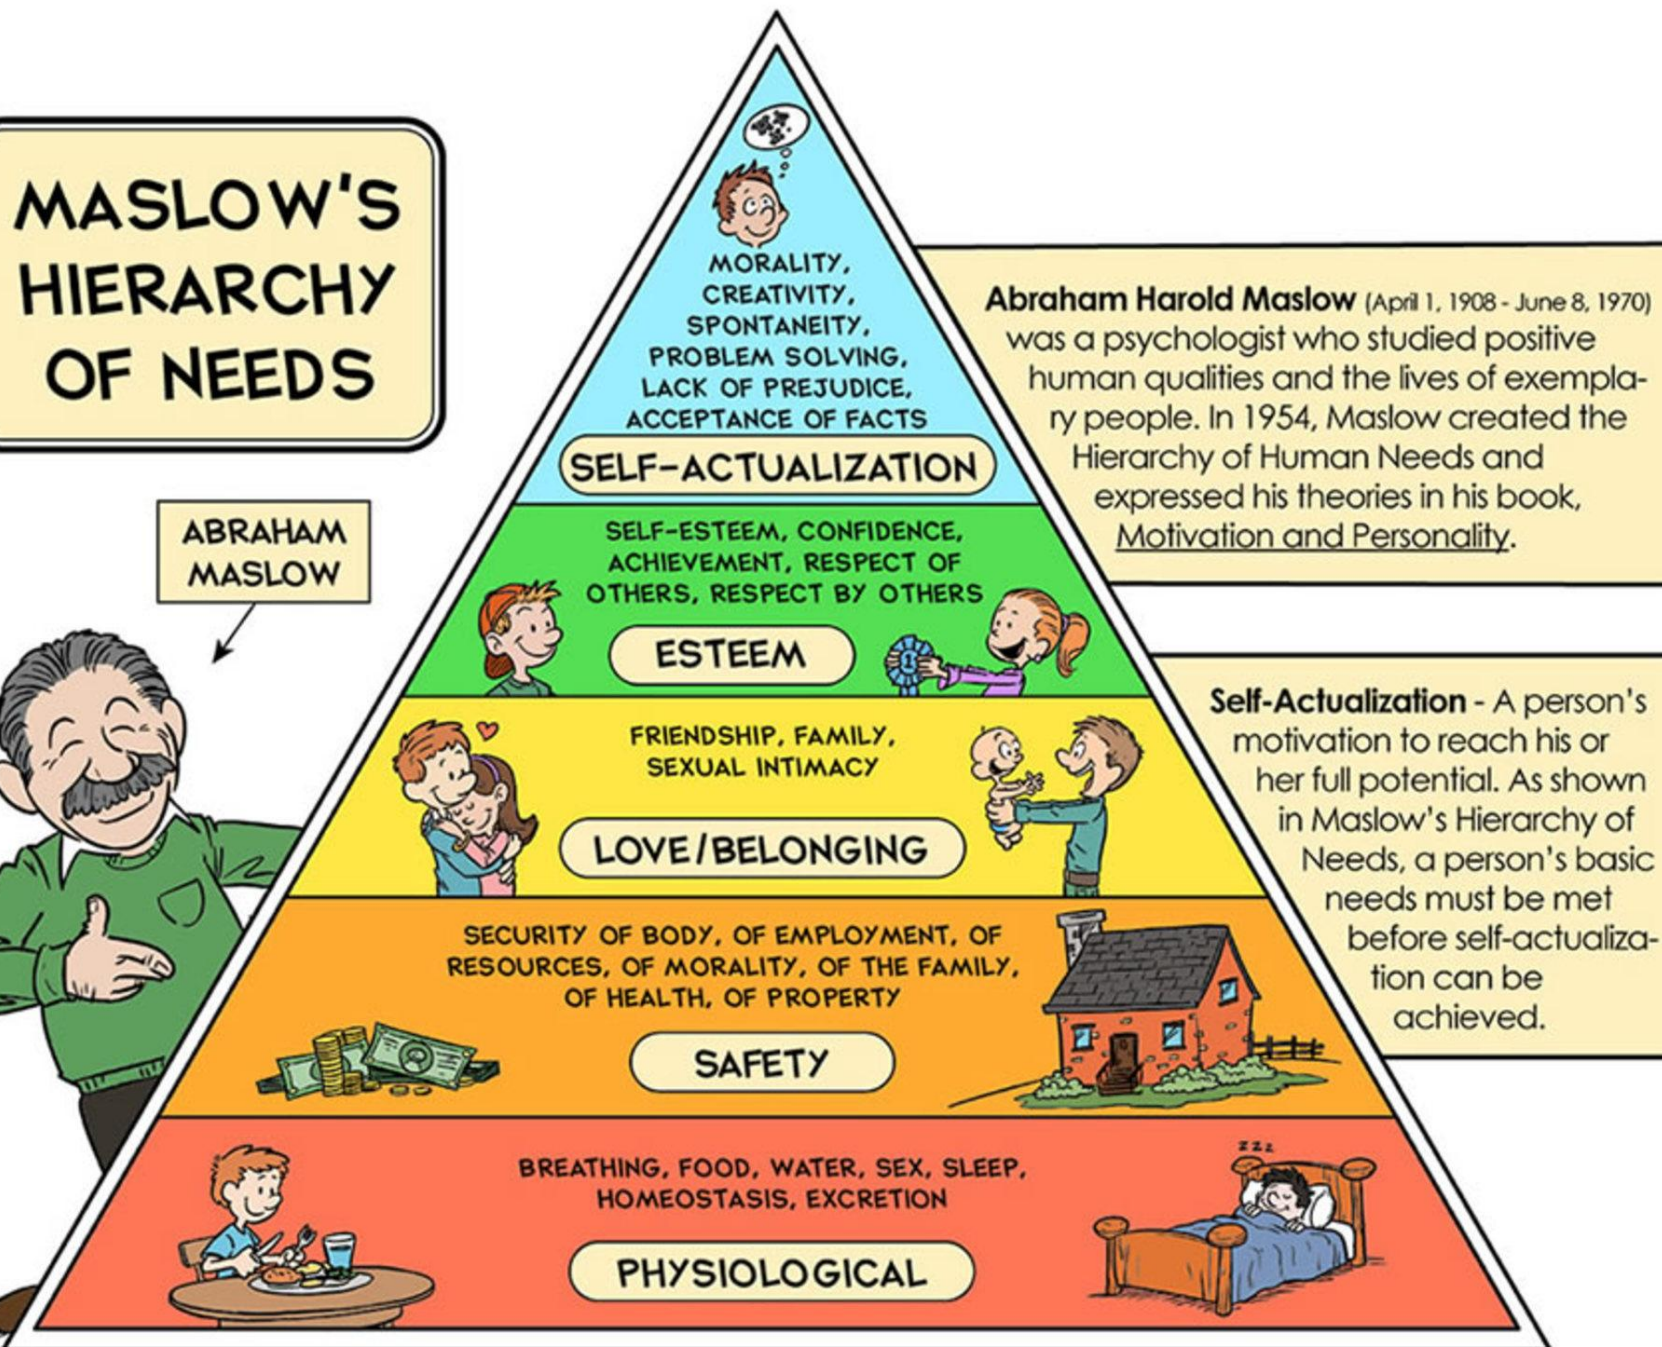 MASLOW'S
HIERARCHY
OF NEEDS
ABRAHAM
MASLOW
MORALITY,
CREATIVITY,
SPONTANEITY,
PROBLEM SOLVING,
LACK OF PREJUDICE,
ACCEPTANCE OF FACTS
SELF-ACTUALIZATION
SELF-ESTEEM, CONFIDENCE,
ACHIEVEMENT, RESPECT OF
OTHERS, RESPECT BY OTHERS
ESTEEM
1
FRIENDSHIP, FAMILY,
SEXUAL INTIMACY
LOVE/BELONGING
SECURITY OF BODY, OF EMPLOYMENT, OF
RESOURCES, OF MORALITY, OF THE FAMILY,
OF HEALTH, OF PROPERTY
SAFETY
BREATHING, FOOD, WATER, SEX, SLEEP,
HOMEOSTASIS, EXCRETION
PHYSIOLOGICAL
ZZZ
Abraham Harold Maslow (April 1, 1908 - June 8, 1970)
was a psychologist who studied positive
human qualities and the lives of exempla-
ry people. In 1954, Maslow created the
Hierarchy of Human Needs and
expressed his theories in his book,
Motivation and Personality.
Self-Actualization - A person's
motivation to reach his or
her full potential. As shown
in Maslow's Hierarchy of
Needs, a person's basic
needs must be met
before self-actualiza-
tion can be
achieved.